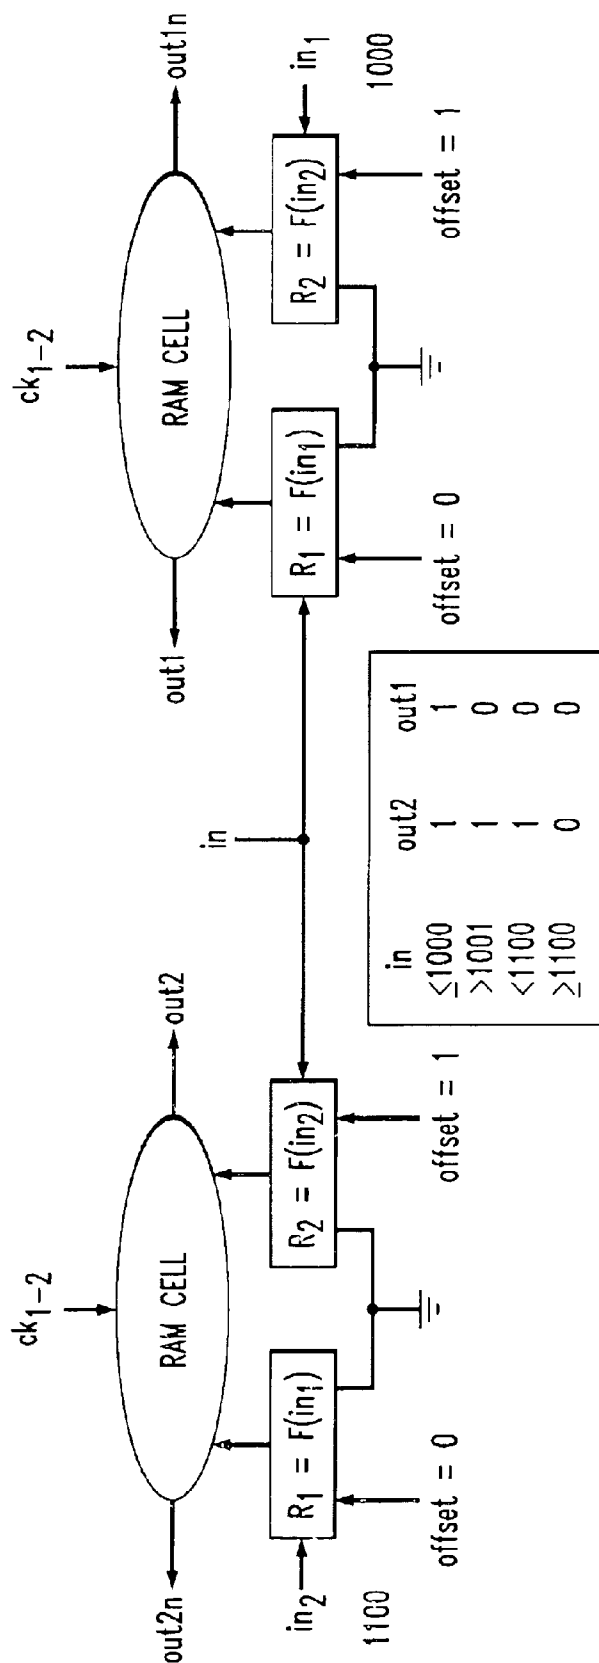 ck1-2
RAM CELL
out2n
out2
R1 = F(in1)
R2 = F(in2)
in2
1100
offset = 0
offset = 1
in
ck1-2
RAM CELL
out1
out1n
R1 = F(in1)
R2 = F(in2)
in1
1000
offset = 0
offset = 1
in out2 out1
≤1000 1 1
>1001 1 0
<1100 1 0
≥1100 0 0